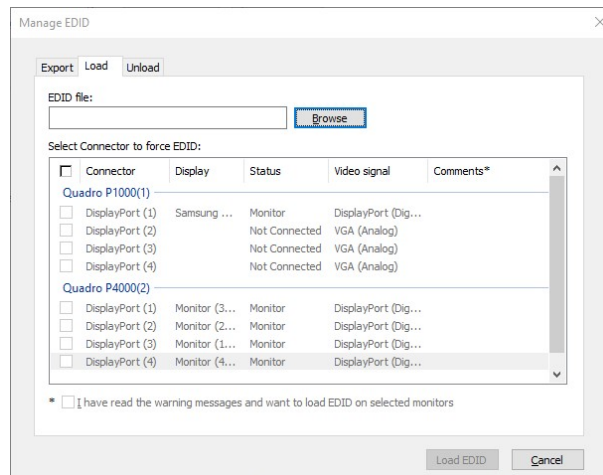 Manage EDID
Export Load Unload
EDID file:
Browse
Select Connector to force EDID:
Connector Display Status Video signal Comments*
Quadro P1000(1)
DisplayPort (1) Samsung ... Monitor DisplayPort (Dig...
DisplayPort (2) Not Connected VGA (Analog)
DisplayPort (3) Not Connected VGA (Analog)
DisplayPort (4) Not Connected VGA (Analog)
Quadro P4000(2)
DisplayPort (1) Monitor (3... Monitor DisplayPort (Dig...
DisplayPort (2) Monitor (2... Monitor DisplayPort (Dig...
DisplayPort (3) Monitor (1... Monitor DisplayPort (Dig...
DisplayPort (4) Monitor (4... Monitor DisplayPort (Dig...
* I have read the warning messages and want to load EDID on selected monitors
Load EDID Cancel